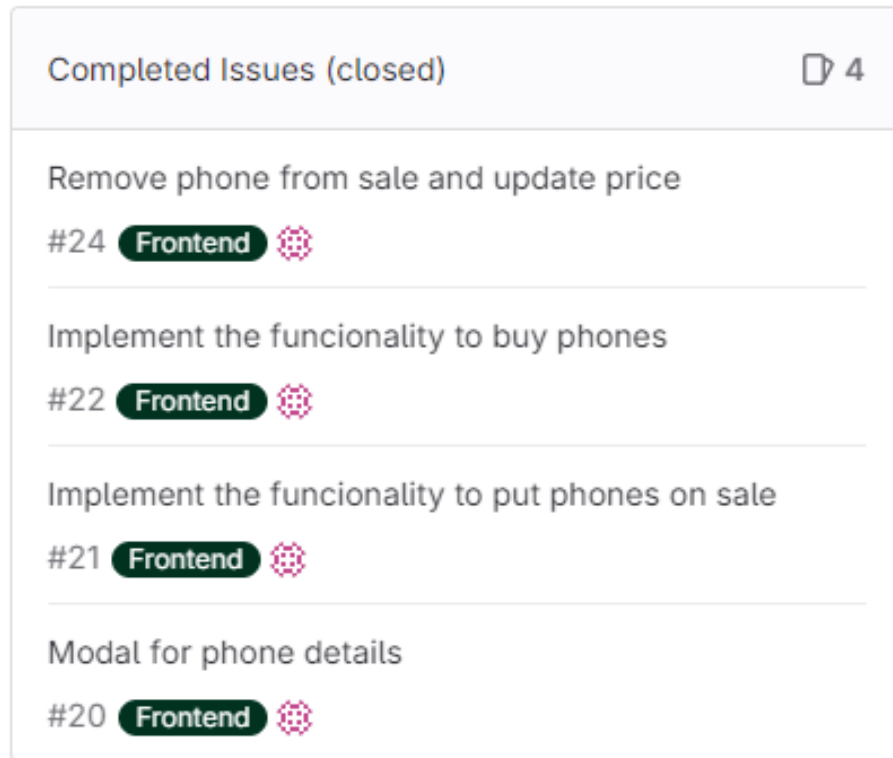 Completed Issues (closed) 4
Remove phone from sale and update price
#24 Frontend
Implement the funcionality to buy phones
#22 Frontend
Implement the funcionality to put phones on sale
#21 Frontend
Modal for phone details
#20 Frontend